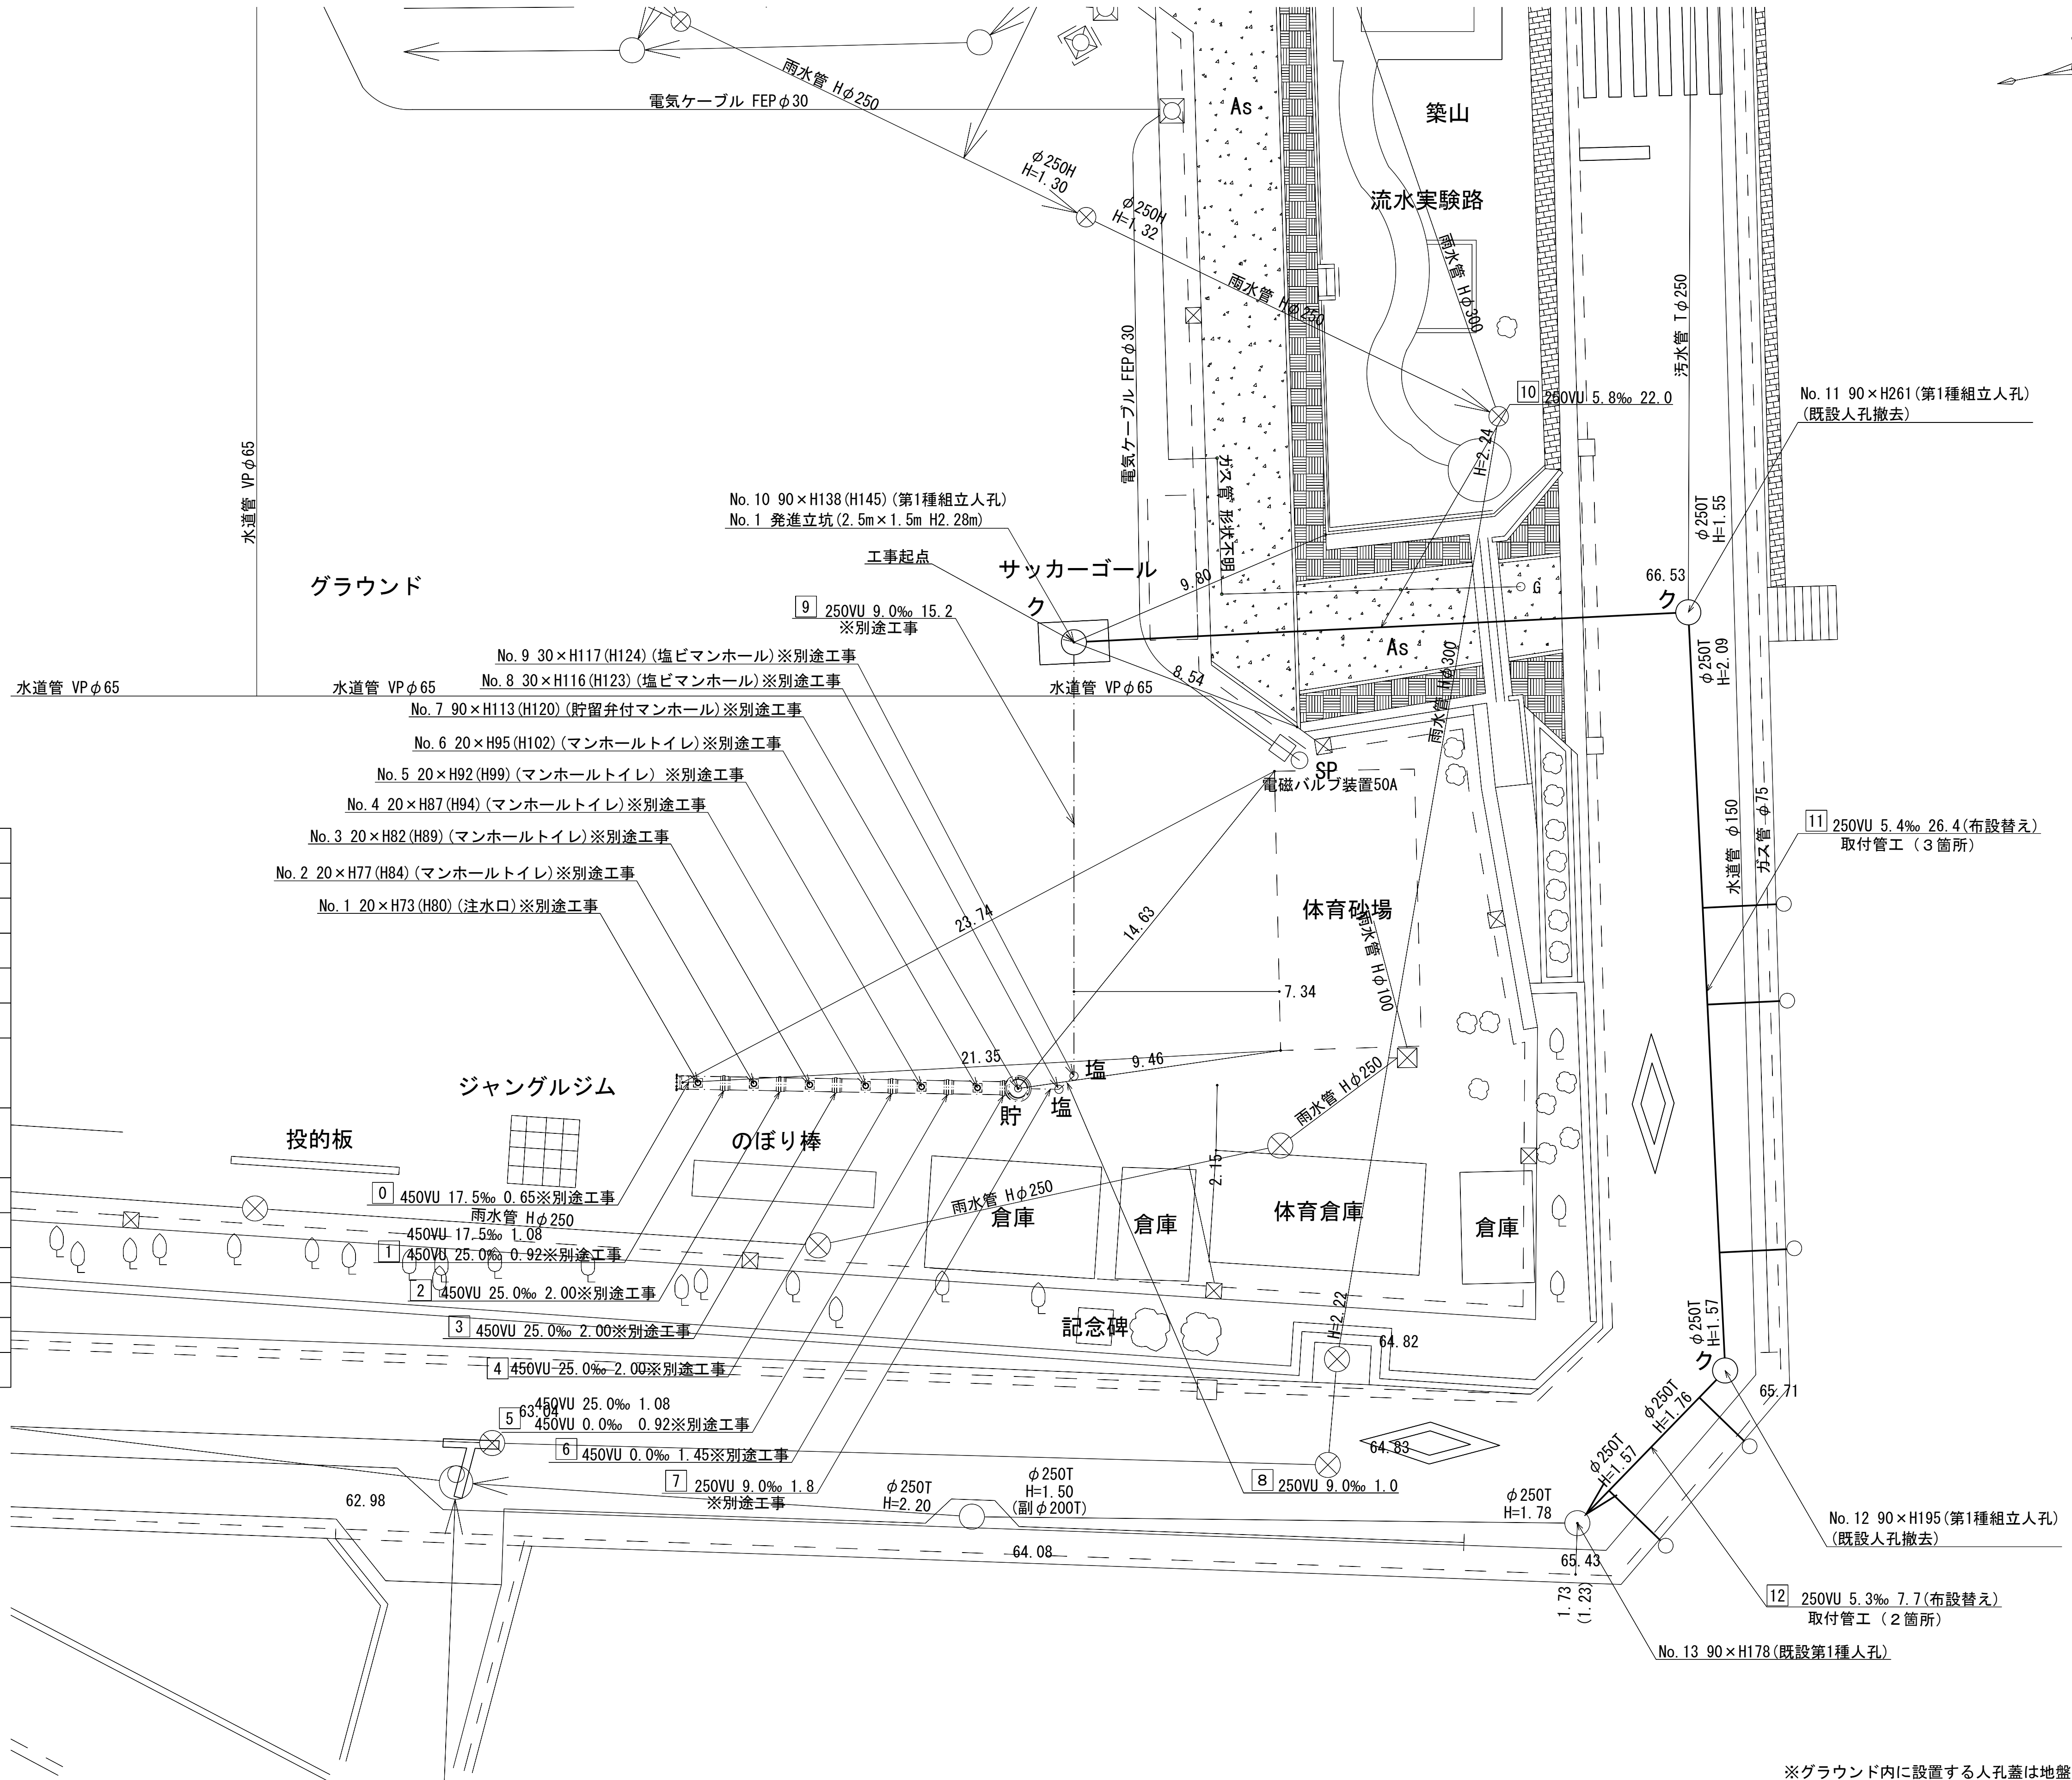 雨水管 Hφ250
電気ケーブル FEPφ30
As
築山
φ250H
H=1.30
φ250H
H=1.32
流水実験路
雨水管 Hφ300
雨水管 Hφ250
電気ケーブル FEPφ30
汚水管 Tφ250
水道管 VPφ65
10 250VU 5.8‰ 22.0
H=2.24
No.11 90×H261(第1種組立人孔)
(既設人孔撤去)
ガス管 形状不明
No.10 90×H138(H145)(第1種組立人孔)
No.1 発進立坑(2.5m×1.5m H2.28m)
φ250T
H=1.55
工事起点
サッカーゴール
グラウンド
9.80
G
66.53
ク
ク
9 250VU 9.0‰ 15.2
※別途工事
As
φ250T
H=2.09
No.9 30×H117(H124)(塩ビマンホール)※別途工事
No.8 30×H116(H123)(塩ビマンホール)※別途工事
8.54
水道管 VPφ65
水道管 VPφ65
水道管 VPφ65
雨水管 Hφ300
No.7 90×H113(H120)(貯留弁付マンホール)※別途工事
No.6 20×H95(H102)(マンホールトイレ)※別途工事
No.5 20×H92(H99)(マンホールトイレ) ※別途工事
SP
電磁バルブ装置50A
No.4 20×H87(H94)(マンホールトイレ)※別途工事
No.3 20×H82(H89)(マンホールトイレ)※別途工事
水道管 φ150
ガス管 φ75
11 250VU 5.4‰ 26.4(布設替え)
取付管工（３箇所）
No.2 20×H77(H84)(マンホールトイレ)※別途工事
No.1 20×H73(H80)(注水口)※別途工事
23.74
14.63
体育砂場
雨水管 Hφ100
7.34
21.35
9.46
塩
塩
貯
ジャングルジム
雨水管 Hφ250
投的板
のぼり棒
2.15
0 450VU 17.5‰ 0.65※別途工事
雨水管 Hφ250
雨水管 Hφ250
倉庫
倉庫
体育倉庫
倉庫
450VU 17.5‰ 1.08
1 450VU 25.0‰ 0.92※別途工事
2 450VU 25.0‰ 2.00※別途工事
3 450VU 25.0‰ 2.00※別途工事
記念碑
H=2.22
64.82
φ250T
H=1.57
ク
4 450VU 25.0‰ 2.00※別途工事
65.71
φ250T
H=1.76
450VU 25.0‰ 1.08
63.04
5 450VU 0.0‰ 0.92※別途工事
6 450VU 0.0‰ 1.45※別途工事
64.83
φ250T
H=1.57
7 250VU 9.0‰ 1.8
※別途工事
8 250VU 9.0‰ 1.0
62.98
φ250T
H=2.20
φ250T
H=1.50
(副φ200T)
φ250T
H=1.78
No.12 90×H195(第1種組立人孔)
(既設人孔撤去)
64.08
65.43
1.73
(1.23)
12 250VU 5.3‰ 7.7(布設替え)
取付管工（２箇所）
No.13 90×H178(既設第1種人孔)
※グラウンド内に設置する人孔蓋は地盤